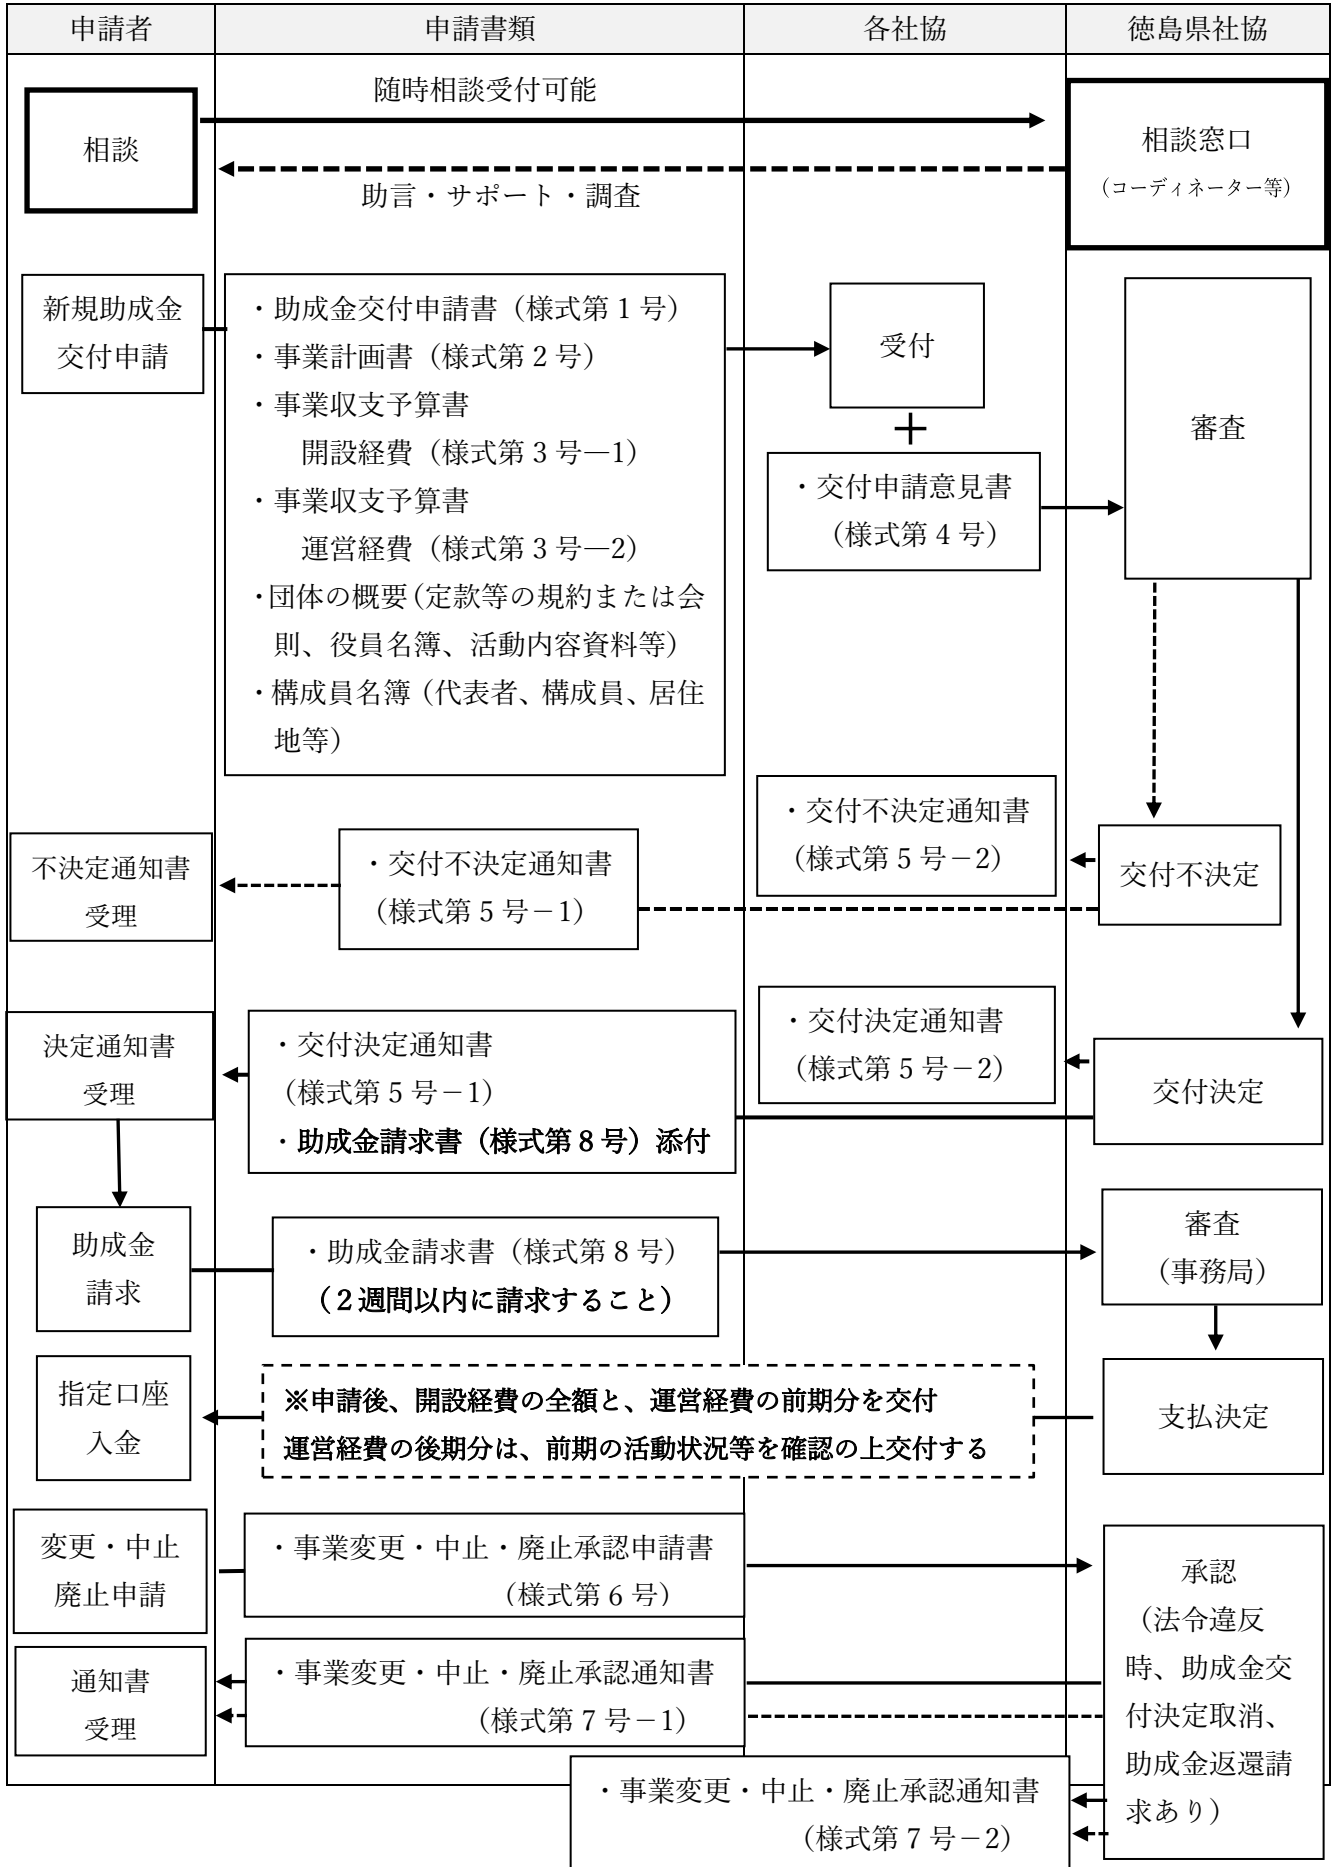 申請者
申請書類
各社協
徳島県社協
随時相談受付可能
相談
相談窓口
（コーディネーター等）
助言・サポート・調査
新規助成金
交付申請
・助成金交付申請書（様式第１号）
・事業計画書（様式第２号）
・事業収支予算書
開設経費（様式第３号―1）
・事業収支予算書
運営経費（様式第３号―2）
・団体の概要（定款等の規約または会
則、役員名簿、活動内容資料等）
・構成員名簿（代表者、構成員、居住
地等）
受付
＋
・交付申請意見書
（様式第４号）
審査
・交付不決定通知書
（様式第５号－2）
交付不決定
・交付不決定通知書
（様式第５号－1）
不決定通知書
受理
・交付決定通知書
（様式第５号－2）
交付決定
・交付決定通知書
（様式第５号－1）
・助成金請求書（様式第８号）添付
決定通知書
受理
助成金
請求
・助成金請求書（様式第８号）
（２週間以内に請求すること）
審査
（事務局）
指定口座
入金
※申請後、開設経費の全額と、運営経費の前期分を交付
運営経費の後期分は、前期の活動状況等を確認の上交付する
支払決定
変更・中止
廃止申請
・事業変更・中止・廃止承認申請書
（様式第６号）
承認
（法令違反
時、助成金交
付決定取消、
助成金返還請
求あり）
通知書
受理
・事業変更・中止・廃止承認通知書
（様式第７号－1）
・事業変更・中止・廃止承認通知書
（様式第７号－2）